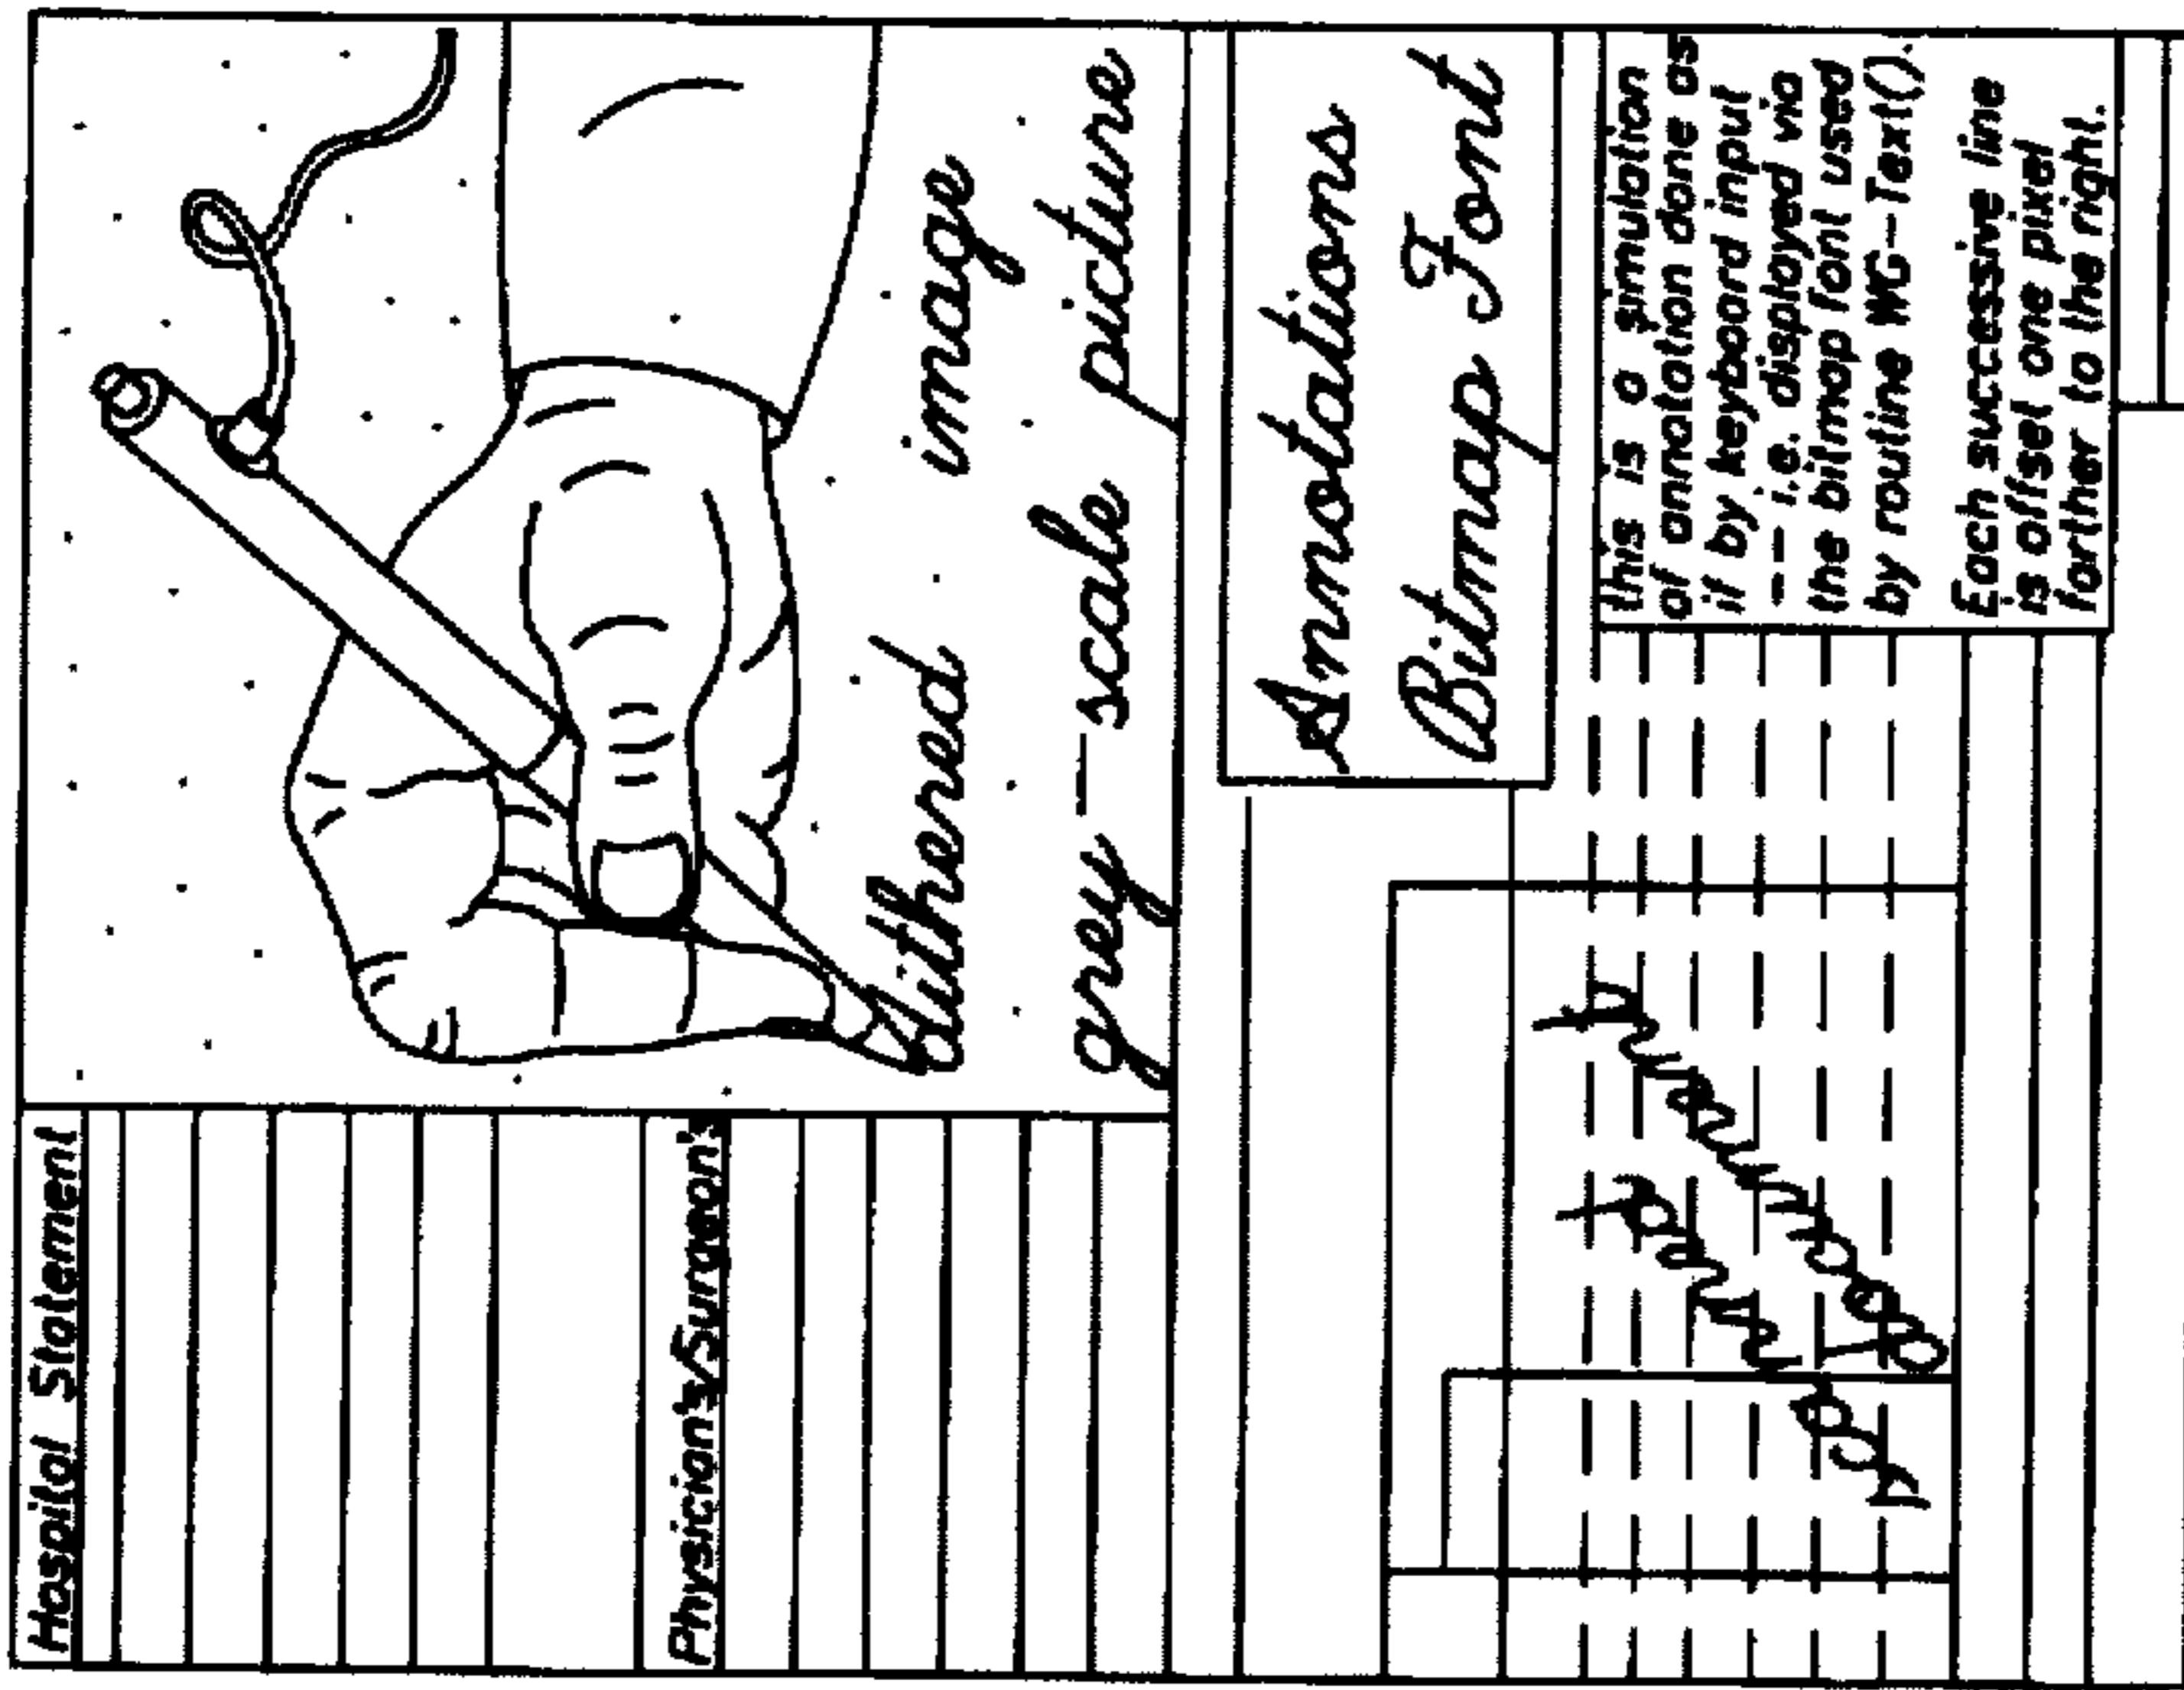 Hospital Statement
Physician's/Surgeon's
dithered image
grey-scale picture
Annotations
Bitmap Font
this is a simulation
of annotation done as
if by keyboard input
-- i.e. displayed via
the bitmap font used
by routine WG-Text().
Each successive line
is offset one pixel
farther to the right.